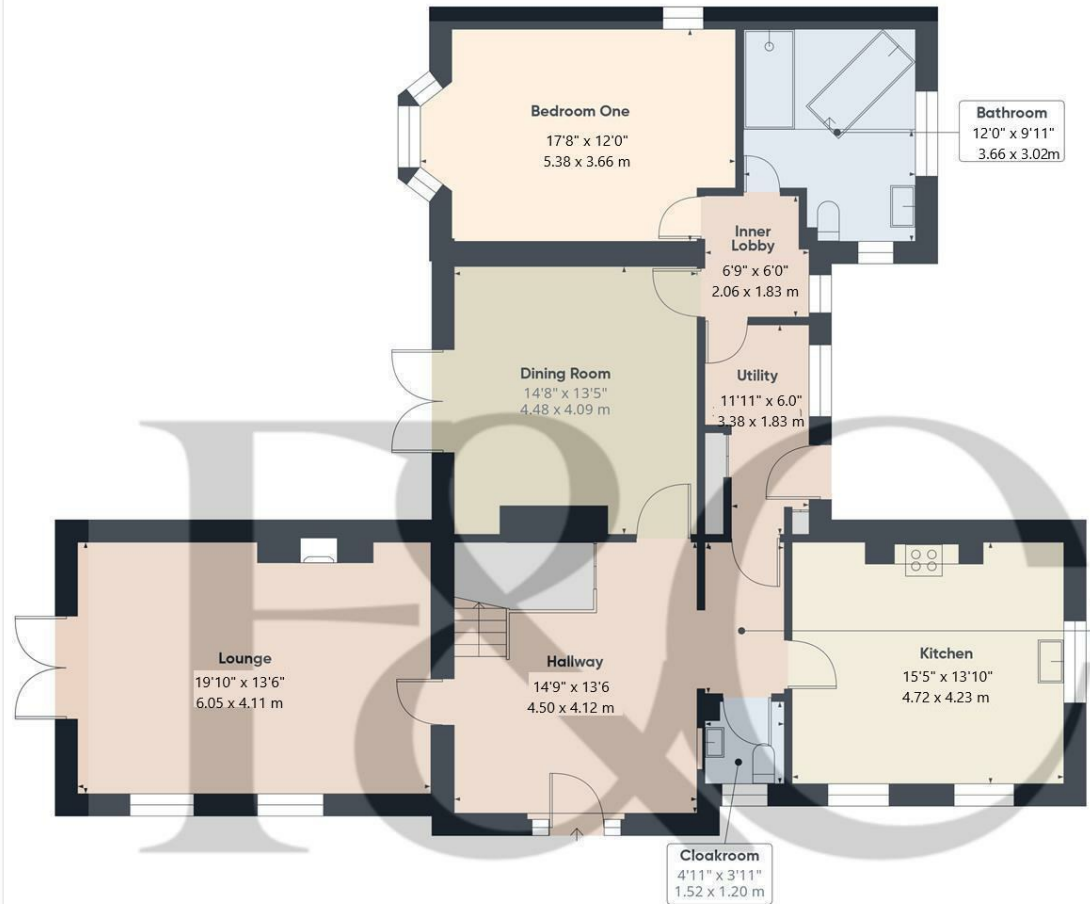 Bedroom One
17'8" x 12'0"
5.38 x 3.66 m
Bathroom
12'0" x 9'11"
3.66 x 3.02m
Inner
Lobby
6'9" x 6'0"
2.06 x 1.83 m
Dining Room
14'8" x 13'5"
4.48 x 4.09 m
Utility
11'11" x 6.0"
3.38 x 1.83 m
Lounge
19'10" x 13'6"
6.05 x 4.11 m
Hallway
14'9" x 13'6
4.50 x 4.12 m
Kitchen
15'5" x 13'10"
4.72 x 4.23 m
Cloakroom
4'11" x 3'11"
1.52 x 1.20 m
F&C